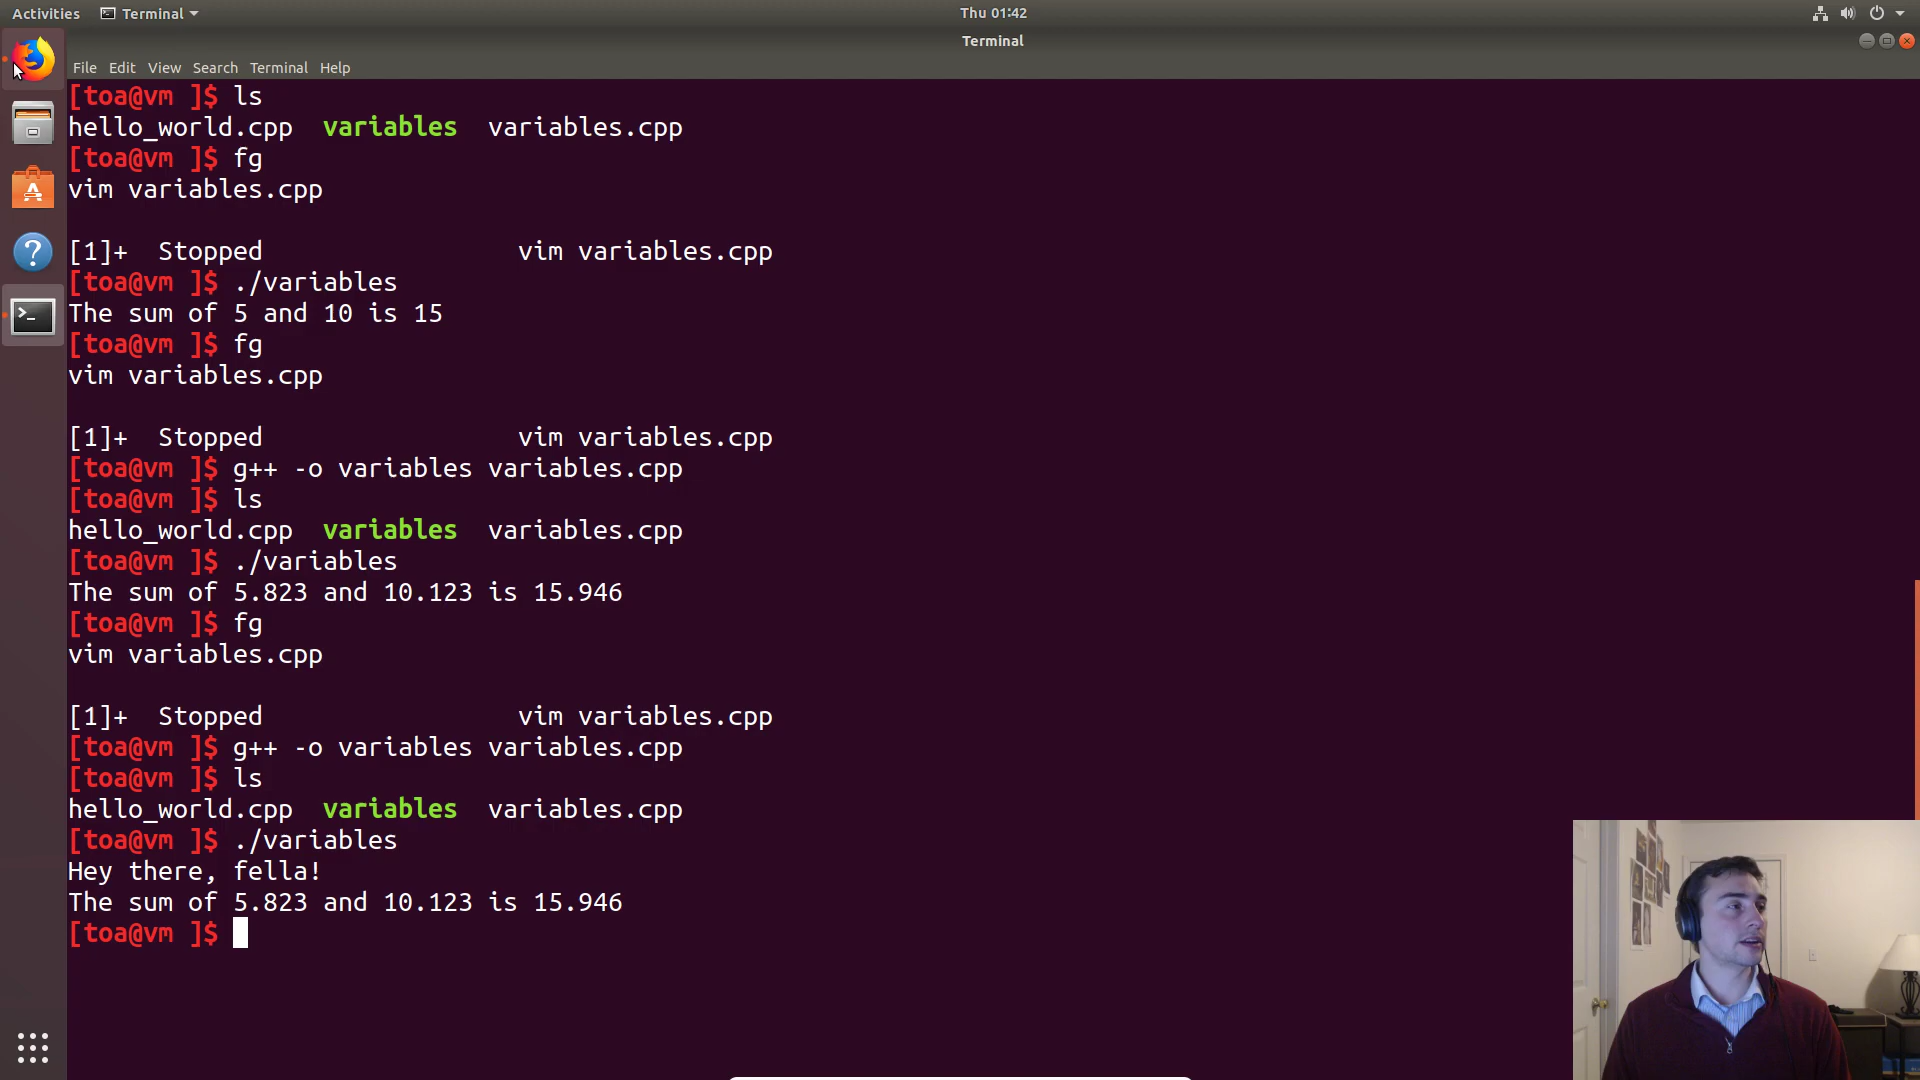 Activities Terminal Thu 01:42
Terminal
File Edit View Search Terminal Help
[toa@vm ]$ ls
hello_world.cpp variables variables.cpp
[toa@vm ]$ fg
vim variables.cpp
[1]+ Stopped vim variables.cpp
[toa@vm ]$ ./variables
The sum of 5 and 10 is 15
[toa@vm ]$ fg
vim variables.cpp
[1]+ Stopped vim variables.cpp
[toa@vm ]$ g++ -o variables variables.cpp
[toa@vm ]$ ls
hello_world.cpp variables variables.cpp
[toa@vm ]$ ./variables
The sum of 5.823 and 10.123 is 15.946
[toa@vm ]$ fg
vim variables.cpp
[1]+ Stopped vim variables.cpp
[toa@vm ]$ g++ -o variables variables.cpp
[toa@vm ]$ ls
hello_world.cpp variables variables.cpp
[toa@vm ]$ ./variables
Hey there, fella!
The sum of 5.823 and 10.123 is 15.946
[toa@vm ]$